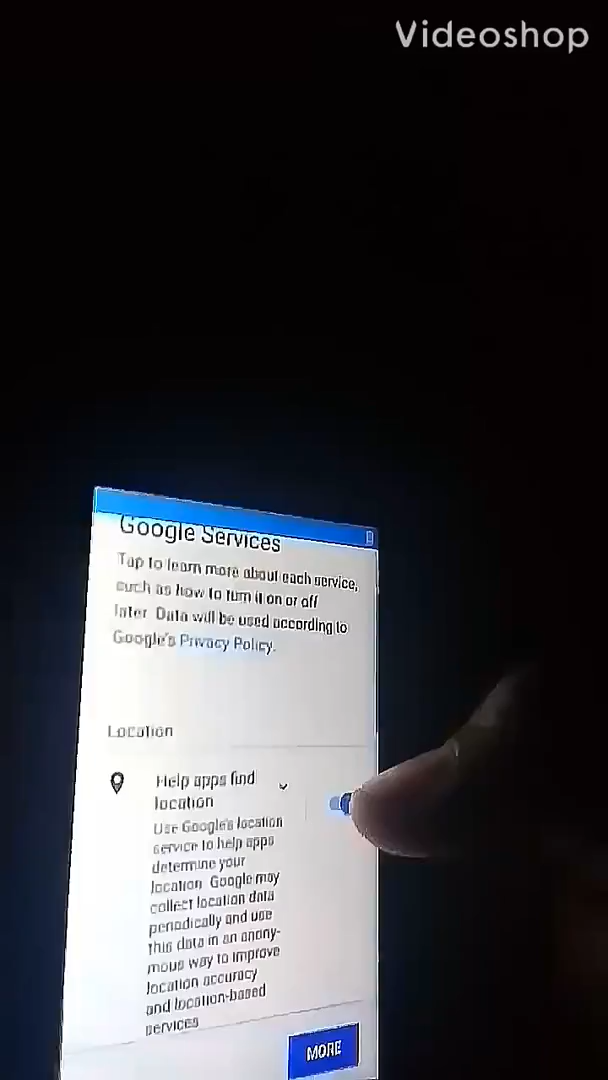 Videoshop
Google Services
Tap to learn more about each service,
such as how to turn it on or off
later. Data will be used according to
Google's Privacy Policy.
Location
Help apps find
location
Use Google's location
service to help apps
determine your
location. Google may
collect location data
periodically and use
this data in an anony-
mous way to improve
location accuracy
and location-based
services.
MORE